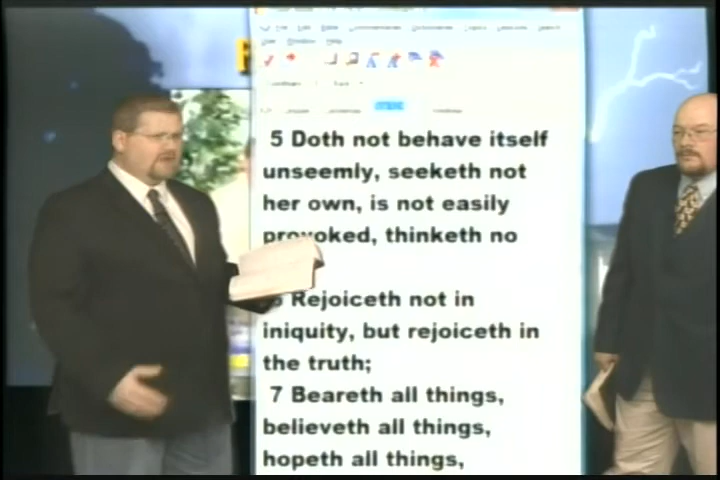 5 Doth not behave itself
unseemly, seeketh not
her own, is not easily
provoked, thinketh no
6 Rejoiceth not in
iniquity, but rejoiceth in
the truth;
7 Beareth all things,
believeth all things,
hopeth all things,